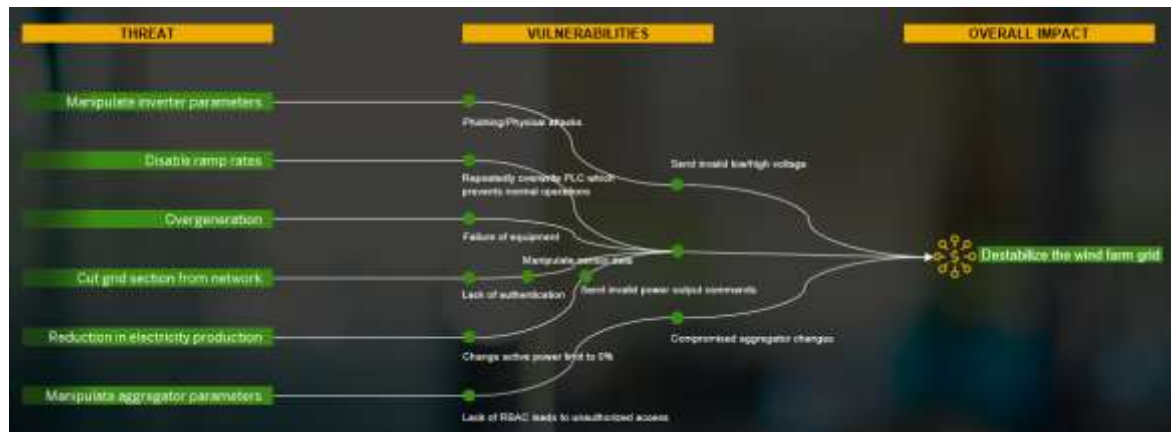 THREAT
VULNERABILITIES
OVERALL IMPACT
Manipulate inverter parameters
Phishing/Physical attacks
Disable ramp rates
Send invalid low/high voltage
Repeatedly overwrite PLC which
prevents normal operations
Overgeneration
Failure of equipment
Manipulate sensor data
Destabilize the wind farm grid
Cut grid section from network
Lack of authentication
Send invalid power output commands
Reduction in electricity production
Change active power limit to 0%
Compromised aggregator changes
Manipulate aggregator parameters
Lack of RBAC leads to unauthorized access